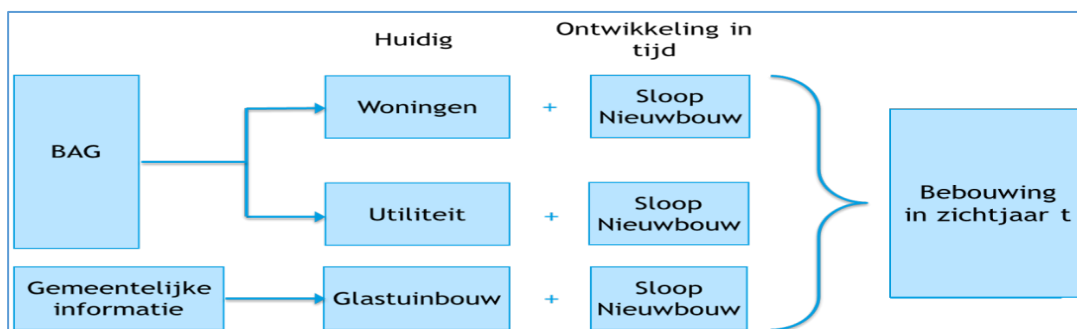 Huidig
Ontwikkeling in
tijd
BAG
Woningen
+
Sloop
Nieuwbouw
Utiliteit
+
Sloop
Nieuwbouw
Gemeentelijke
informatie
Glastuinbouw
+
Sloop
Nieuwbouw
Bebouwing
in zichtjaar t